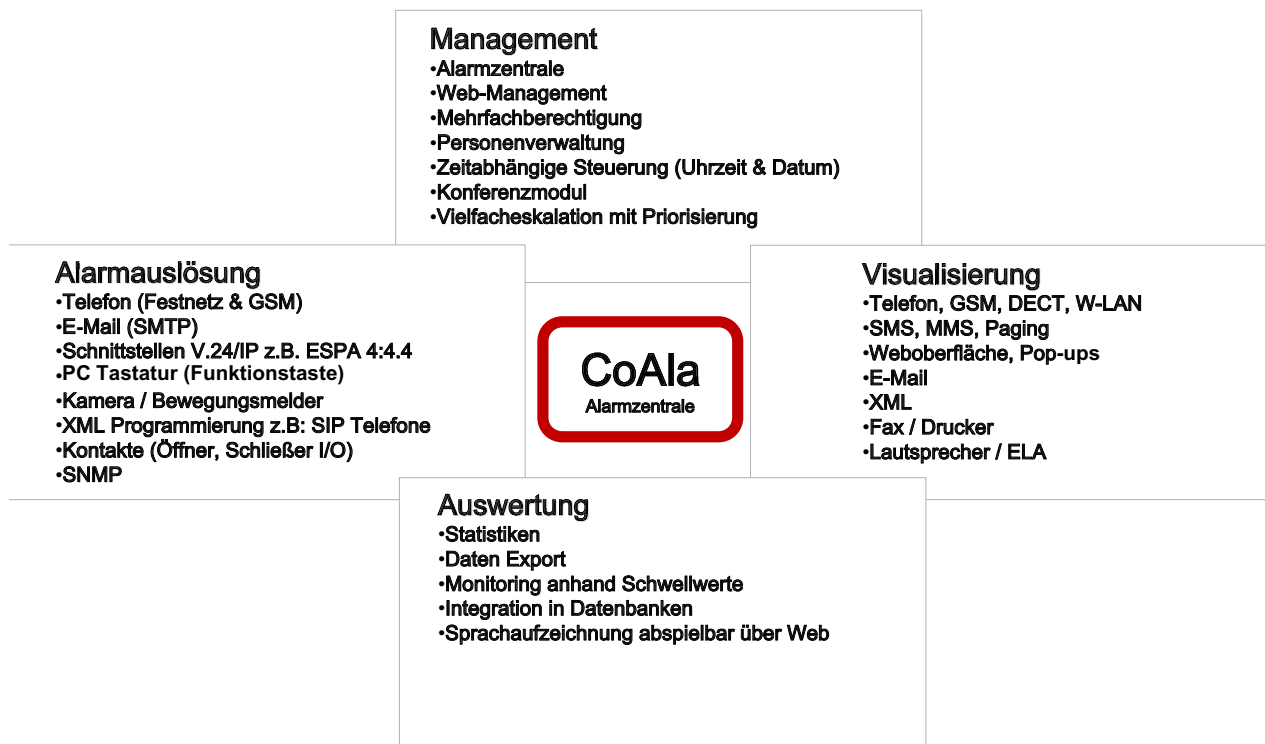 Management
•Alarmzentrale
•Web-Management
•Mehrfachberechtigung
•Personenverwaltung
•Zeitabhängige Steuerung (Uhrzeit & Datum)
•Konferenzmodul
•Vielfacheskalation mit Priorisierung
Alarmauslösung
•Telefon (Festnetz & GSM)
•E-Mail (SMTP)
•Schnittstellen V.24/IP z.B. ESPA 4:4.4
•PC Tastatur (Funktionstaste)
•Kamera / Bewegungsmelder
•XML Programmierung z.B: SIP Telefone
•Kontakte (Öffner, Schließer I/O)
•SNMP
CoAla
Alarmzentrale
Visualisierung
•Telefon, GSM, DECT, W-LAN
•SMS, MMS, Paging
•Weboberfläche, Pop-ups
•E-Mail
•XML
•Fax / Drucker
•Lautsprecher / ELA
Auswertung
•Statistiken
•Daten Export
•Monitoring anhand Schwellwerte
•Integration in Datenbanken
•Sprachaufzeichnung abspielbar über Web